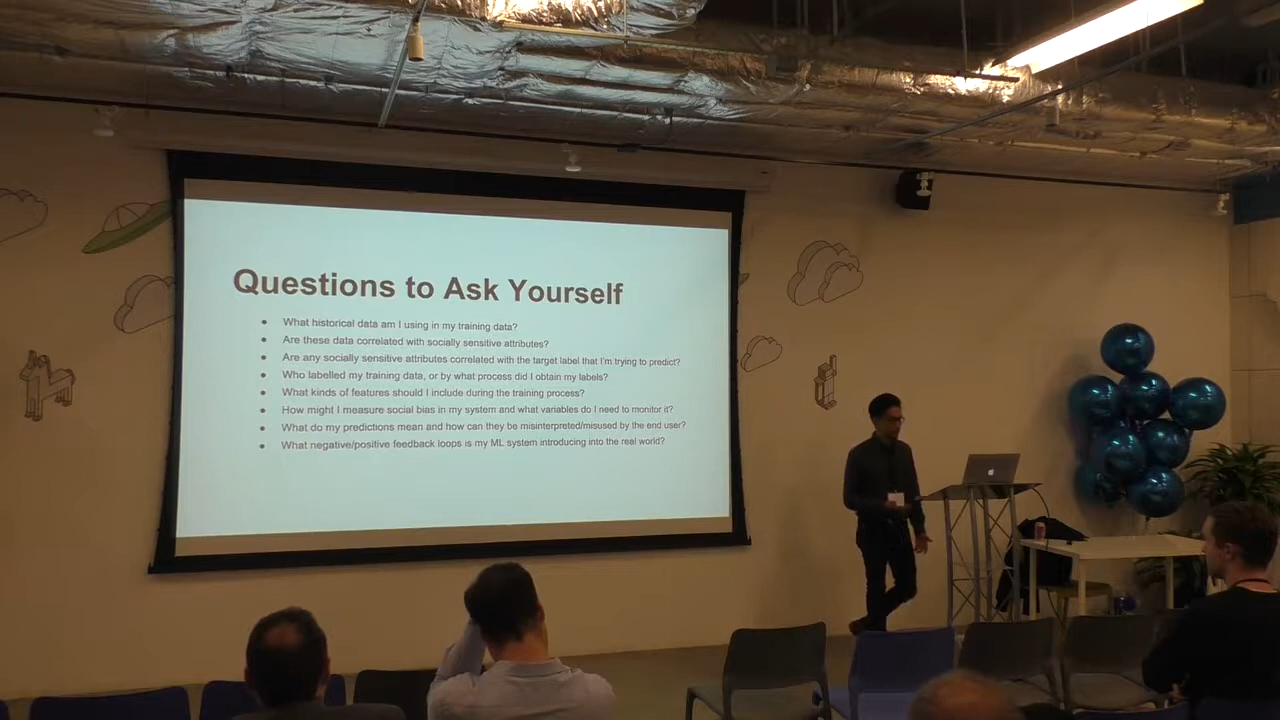 Questions to Ask Yourself
• What historical data am I using in my training data?
• Are these data correlated with socially sensitive attributes?
• Are any socially sensitive attributes correlated with the target label that I'm trying to predict?
• Who labelled my training data, or by what process did I obtain my labels?
• What kinds of features should I include during the training process?
• How might I measure social bias in my system and what variables do I need to monitor it?
• What do my predictions mean and how can they be misinterpreted/misused by the end user?
• What negative/positive feedback loops is my ML system introducing into the real world?